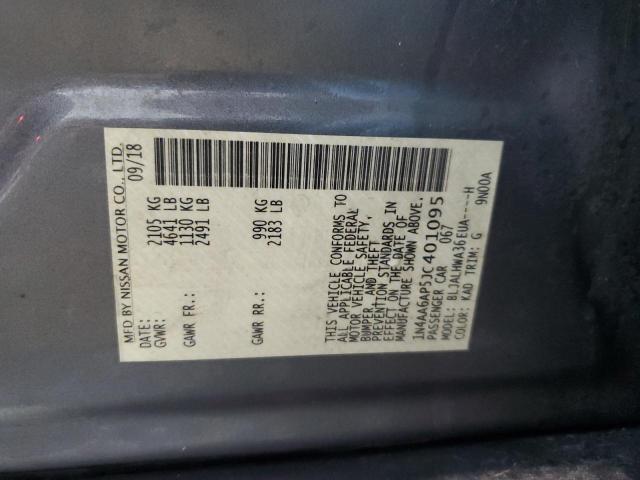 MFD BY NISSAN MOTOR CO., LTD.
DATE: 09/18
GVWR: 2105 KG
4641 LB
GAWR FR.: 1130 KG
2491 LB
GAWR RR.: 990 KG
2183 LB
THIS VEHICLE CONFORMS TO
ALL APPLICABLE FEDERAL
MOTOR VEHICLE SAFETY,
BUMPER, AND THEFT
PREVENTION STANDARDS IN
EFFECT ON THE DATE OF
MANUFACTURE SHOWN ABOVE.
1N4AA6AP5JC401095
PASSENGER CAR 067
MODEL: BLJALHWA36EUA----H
COLOR: KAD TRIM: G 9N00A